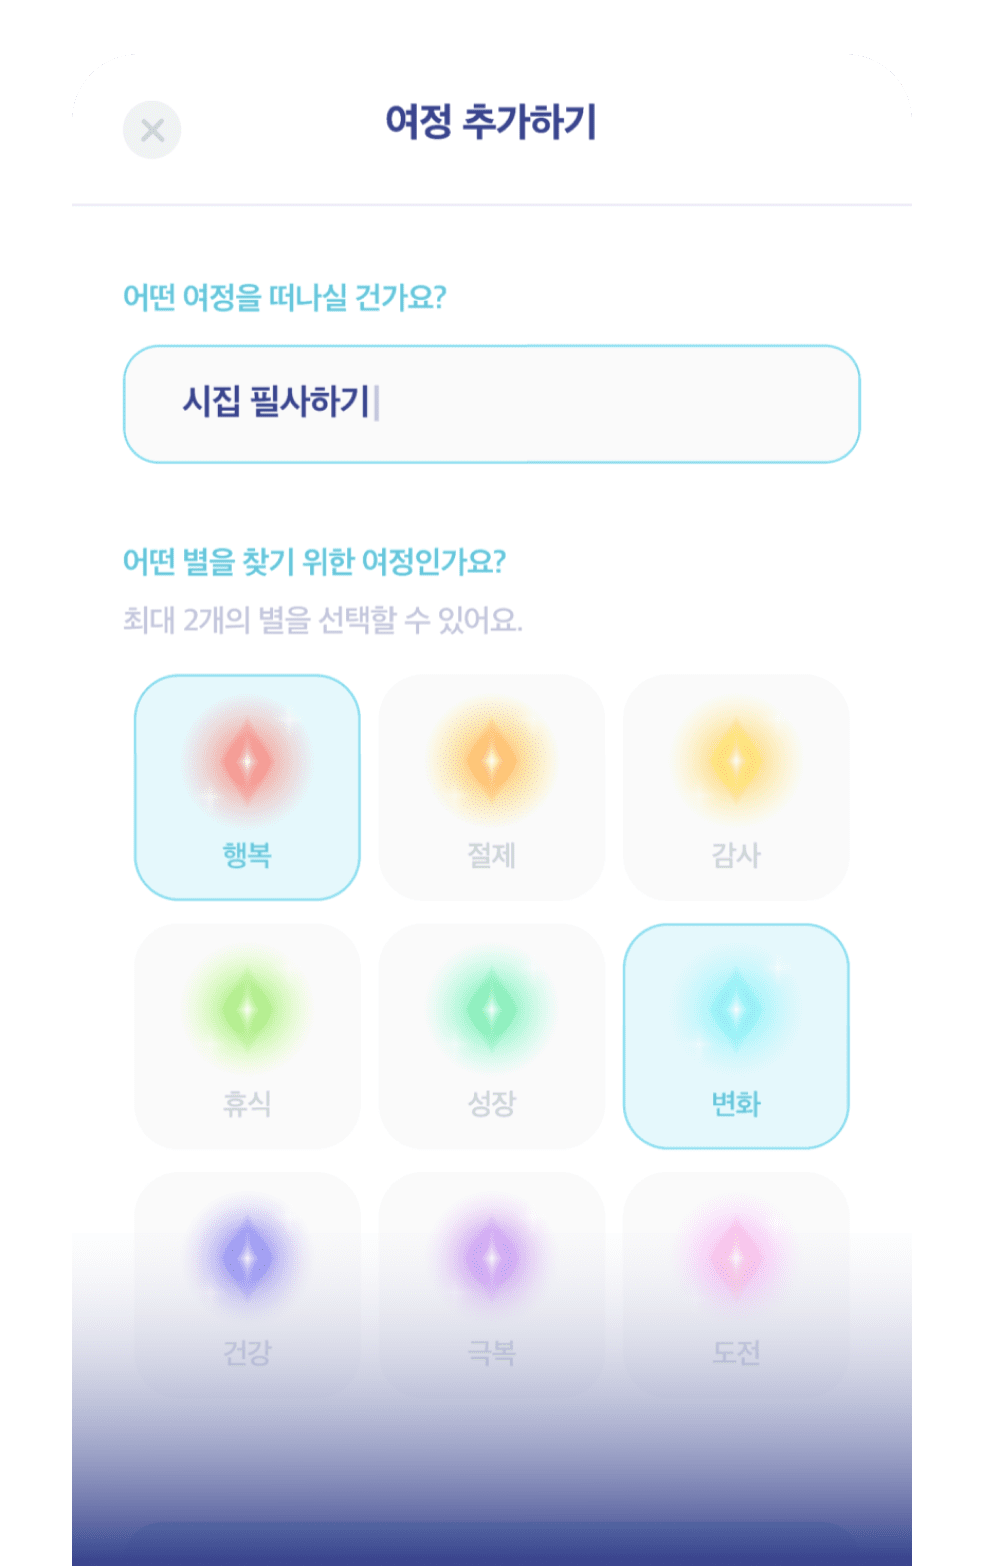 여정 추가하기
어떤 여정을 떠나실 건가요?
시집 필사하기
어떤 별을 찾기 위한 여정인가요?
최대 2개의 별을 선택할 수 있어요.
행복
절제
감사
휴식
성장
변화
건강
극복
도전